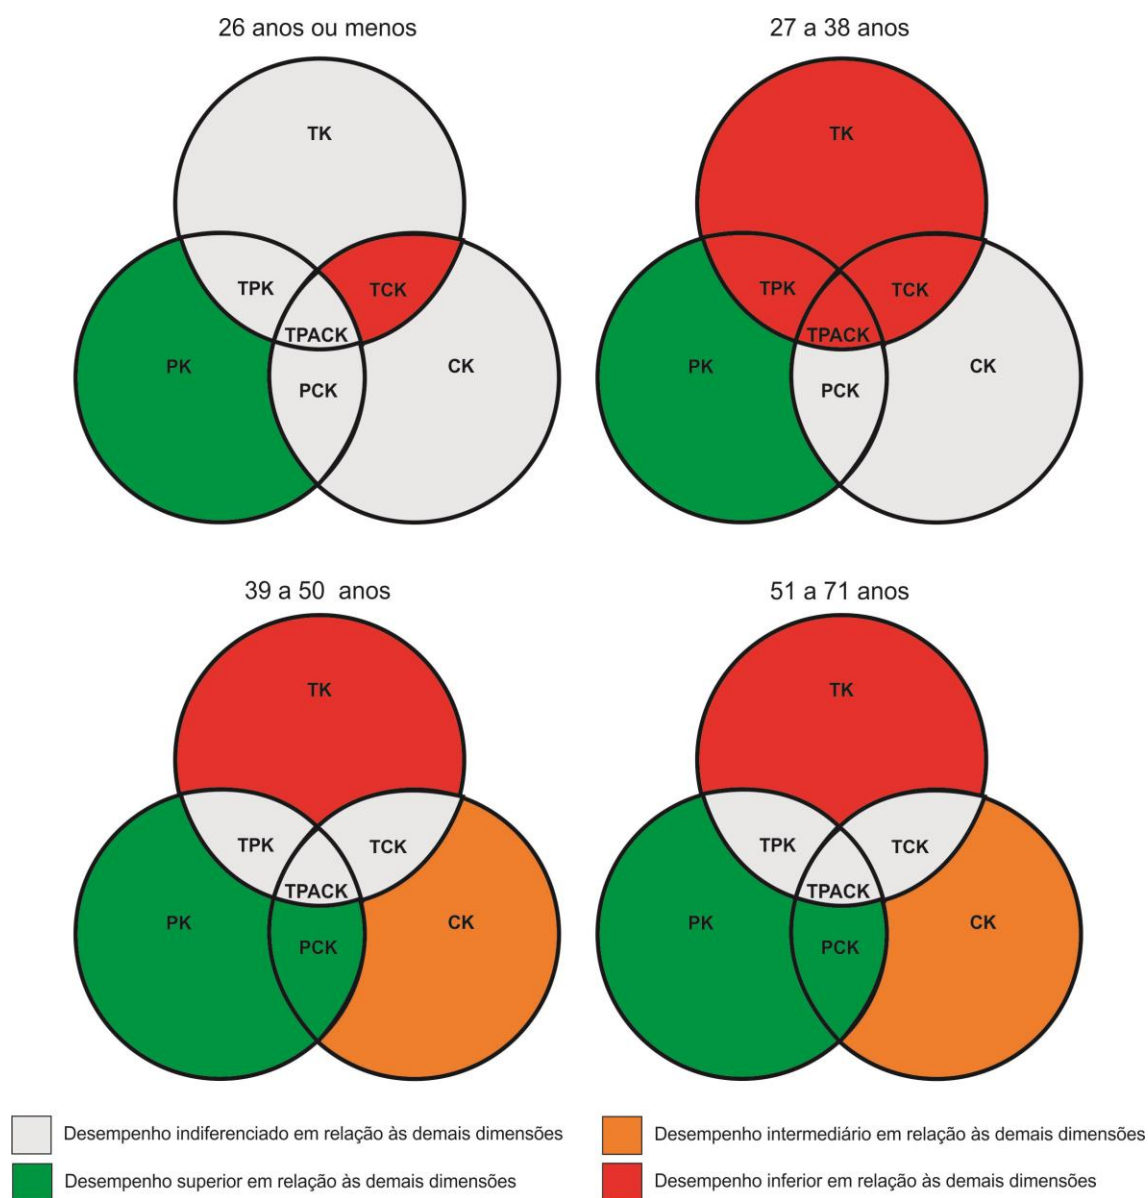 26 anos ou menos
27 a 38 anos
TK
TK
TPK
TCK
TPK
TCK
TPACK
TPACK
PK
CK
PK
CK
PCK
PCK
39 a 50 anos
51 a 71 anos
TK
TK
TPK
TCK
TPK
TCK
TPACK
TPACK
PK
CK
PK
CK
PCK
PCK
Desempenho indiferenciado em relação às demais dimensões
Desempenho intermediário em relação às demais dimensões
Desempenho superior em relação às demais dimensões
Desempenho inferior em relação às demais dimensões